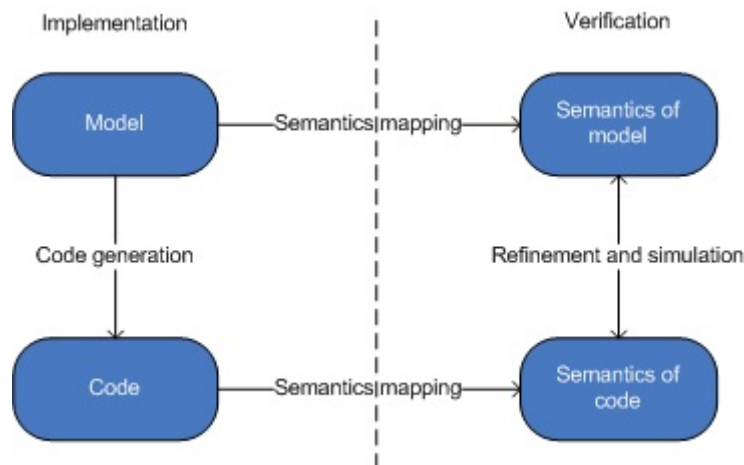 Implementation
Verification
Model
Semantics mapping
Semantics of
model
Code generation
Refinement and simulation
Code
Semantics mapping
Semantics of
code